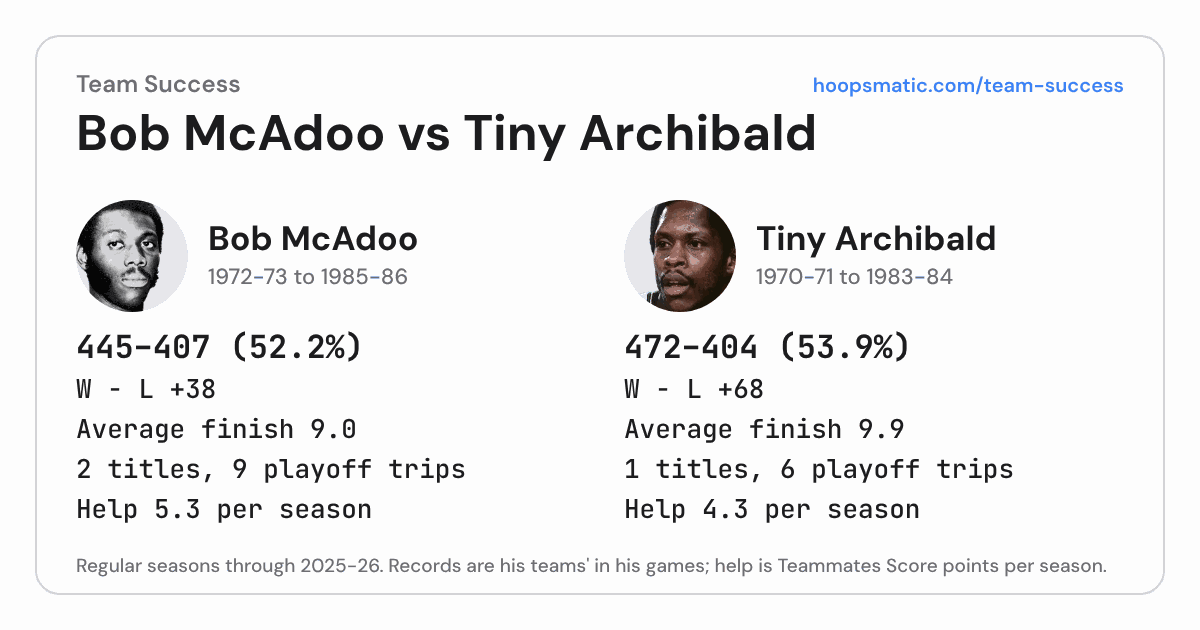 Team Success
hoopsmatic.com/team-success
Bob McAdoo vs Tiny Archibald
Bob McAdoo
1972–73 to 1985–86
445–407 (52.2%)
W - L +38
Average finish 9.0
2 titles, 9 playoff trips
Help 5.3 per season
Tiny Archibald
1970–71 to 1983–84
472–404 (53.9%)
W - L +68
Average finish 9.9
1 titles, 6 playoff trips
Help 4.3 per season
Regular seasons through 2025-26. Records are his teams' in his games; help is Teammates Score points per season.